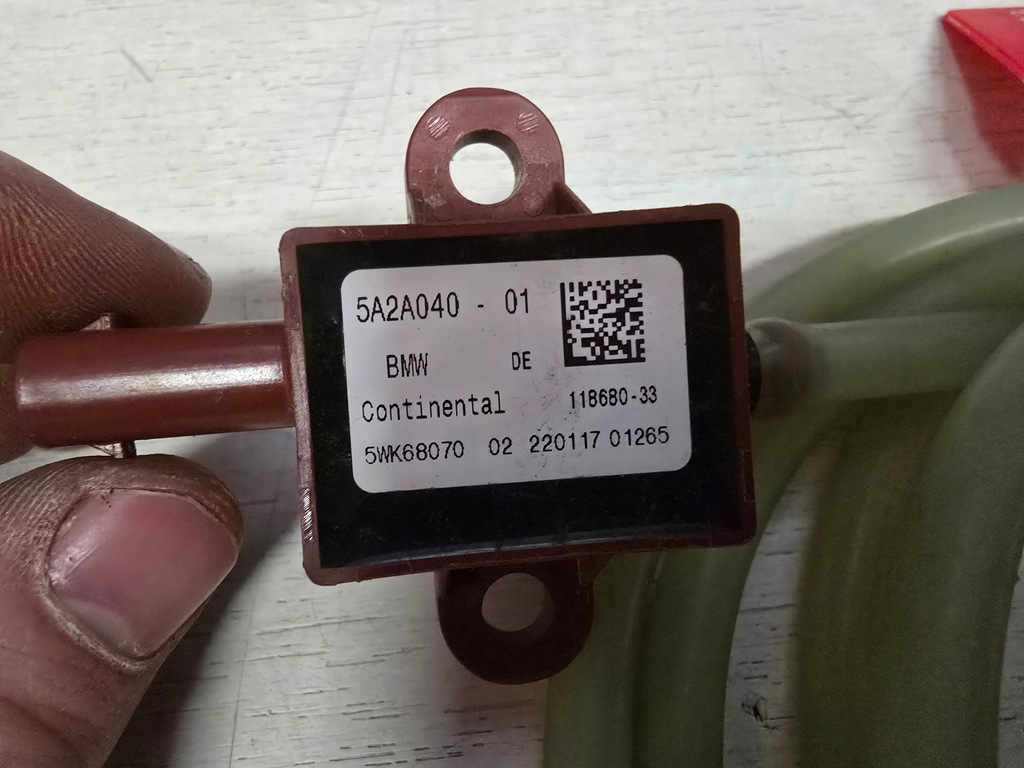 5A2A040 - 01
BMW DE
Continental 118680-33
5WK68070 02 220117 01265